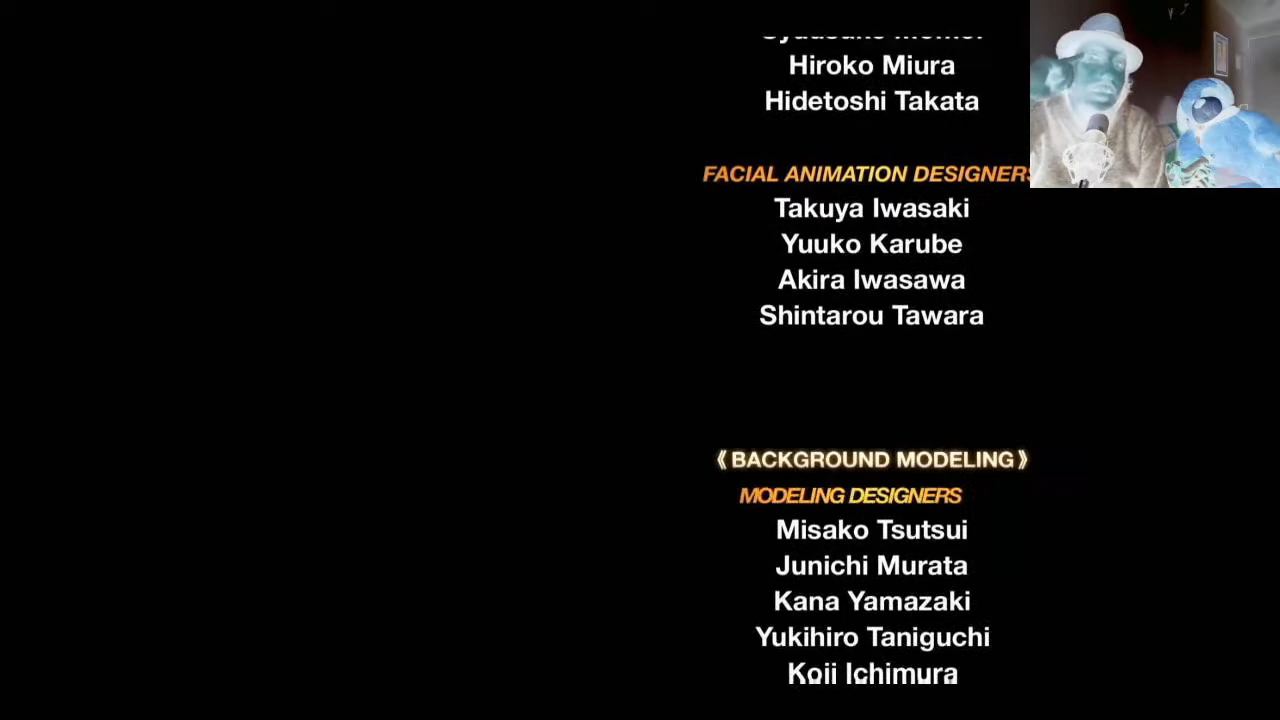 Hiroko Miura
Hidetoshi Takata
FACIAL ANIMATION DESIGNERS
Takuya Iwasaki
Yuuko Karube
Akira Iwasawa
Shintarou Tawara
《BACKGROUND MODELING》
MODELING DESIGNERS
Misako Tsutsui
Junichi Murata
Kana Yamazaki
Yukihiro Taniguchi
Koji Ichimura